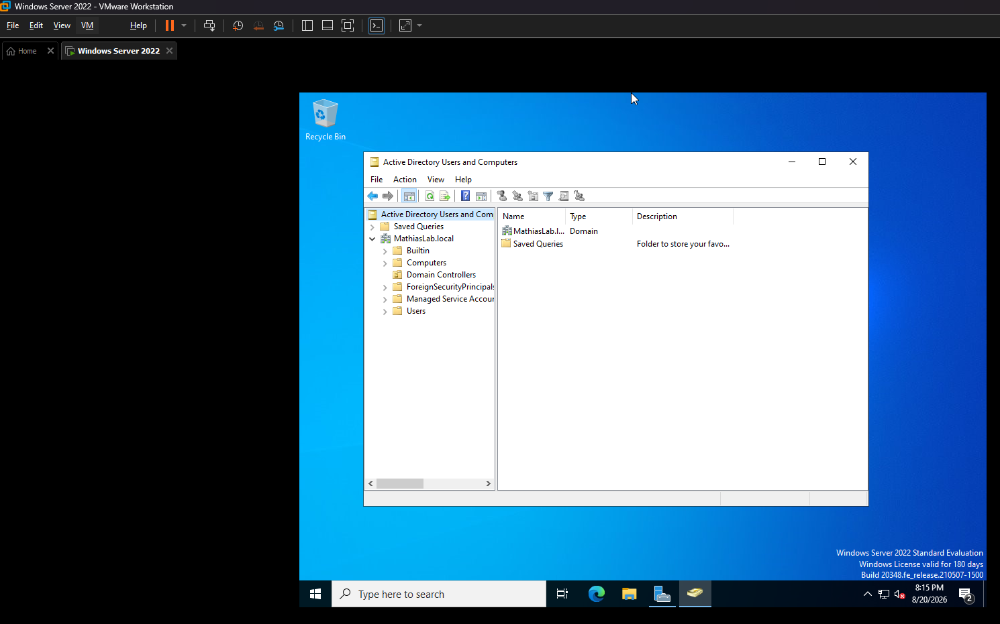 Windows Server 2022 - VMware Workstation
File Edit View VM Help
Home Windows Server 2022
Recycle Bin
Active Directory Users and Computers
File Action View Help
Active Directory Users and Com
Saved Queries
MathiasLab.local
Builtin
Computers
Domain Controllers
ForeignSecurityPrincipals
Managed Service Accour
Users
Name Type Description
MathiasLab.l... Domain
Saved Queries Folder to store your favo...
Windows Server 2022 Standard Evaluation
Windows License valid for 180 days
Build 20348.fe_release.210507-1500
Type here to search
8:15 PM
8/20/2026
2